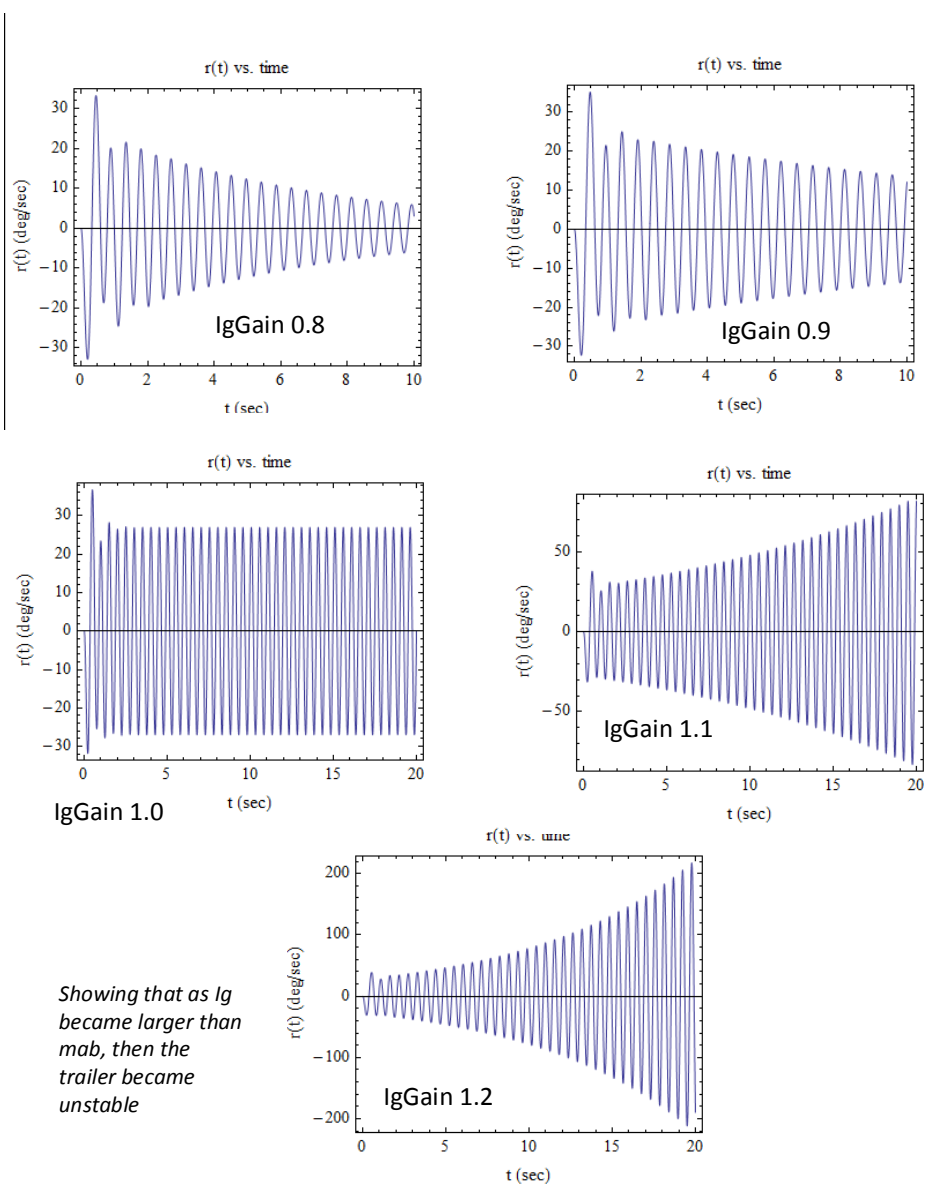 r(t) vs. time
r(t) (deg/sec)
30
20
10
0
−10
−20
−30
IgGain 0.8
0 2 4 6 8 10
t (sec)
r(t) vs. time
r(t) (deg/sec)
30
20
10
0
−10
−20
−30
IgGain 0.9
0 2 4 6 8 10
t (sec)
r(t) vs. time
r(t) (deg/sec)
30
20
10
0
−10
−20
−30
0 5 10 15 20
t (sec)
IgGain 1.0
r(t) vs. time
r(t) (deg/sec)
50
0
−50
IgGain 1.1
0 5 10 15 20
t (sec)
r(t) vs. time
r(t) (deg/sec)
200
100
0
−100
−200
IgGain 1.2
0 5 10 15 20
t (sec)
Showing that as Ig
became larger than
mab, then the
trailer became
unstable